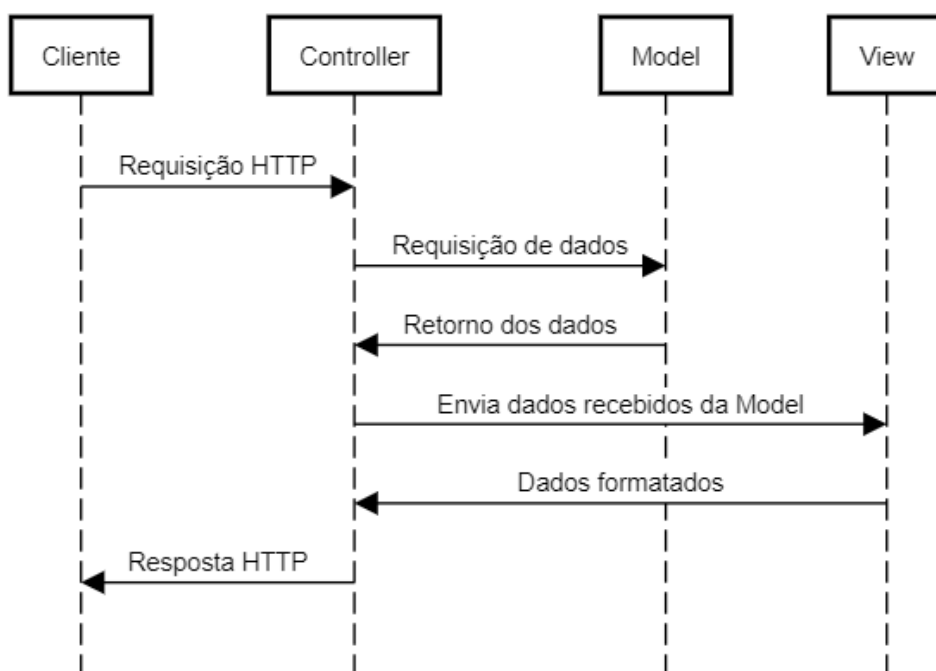 Cliente
Controller
Model
View
Requisição HTTP
Requisição de dados
Retorno dos dados
Envia dados recebidos da Model
Dados formatados
Resposta HTTP